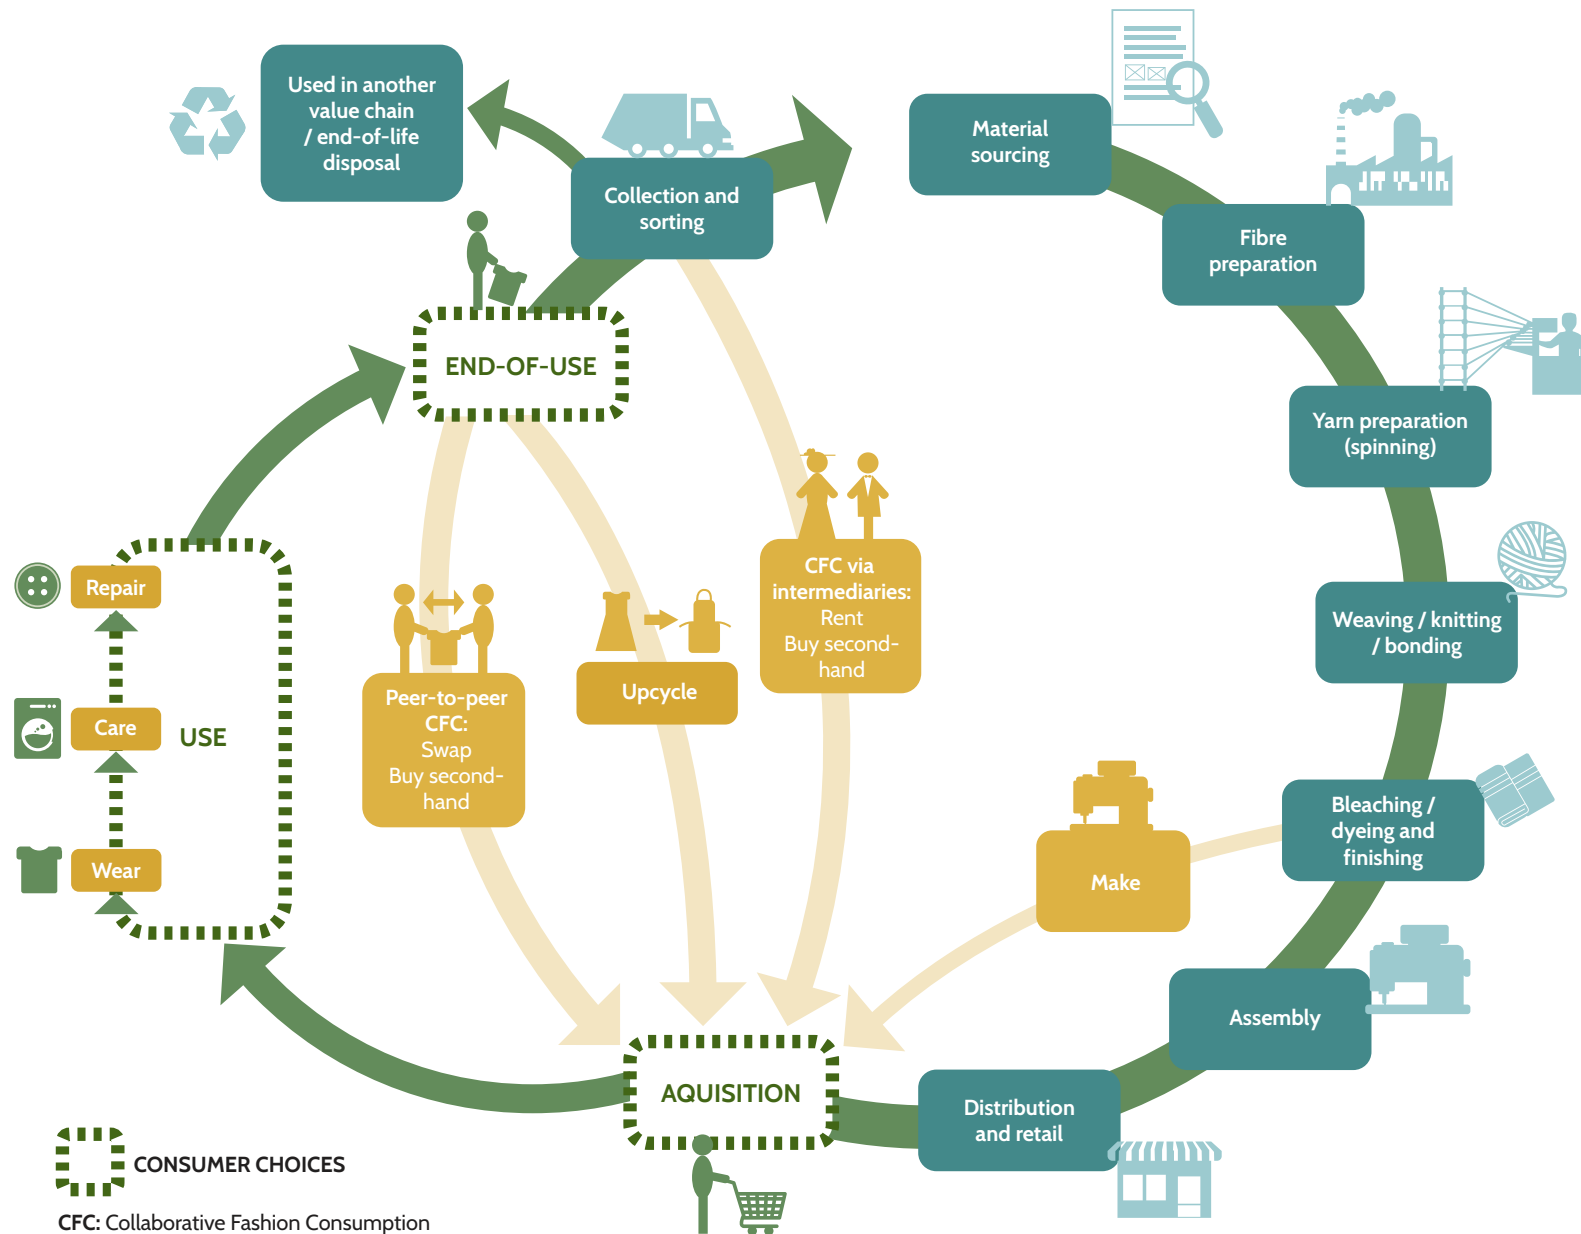 Used in another
value chain
/ end-of-life
disposal
Collection and
sorting
Material
sourcing
Fibre
preparation
Yarn preparation
(spinning)
Weaving / knitting
/ bonding
Bleaching /
dyeing and
finishing
Assembly
Distribution
and retail
Make
AQUISITION
END-OF-USE
CFC via
intermediaries:
Rent
Buy second-
hand
Upcycle
Peer-to-peer
CFC:
Swap
Buy second-
hand
USE
Repair
Care
Wear
CONSUMER CHOICES
CFC: Collaborative Fashion Consumption